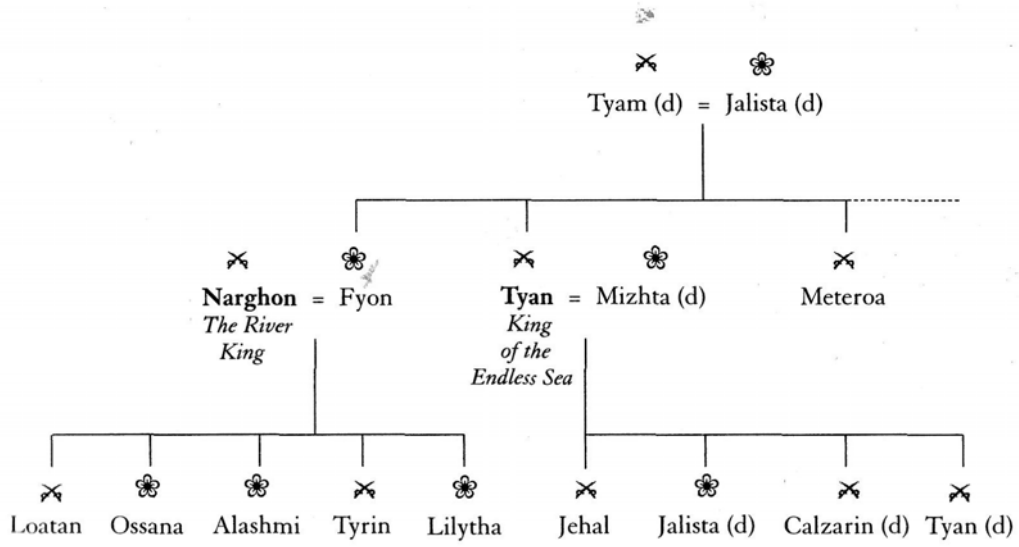 Tyam (d) = Jalista (d)
Narghon = Fyon
The River
King
Tyan = Mizhta (d)
King
of the
Endless Sea
Meteroa
Loatan Ossana Alashmi Tyrin Lilytha Jehal Jalista (d) Calzarin (d) Tyan (d)